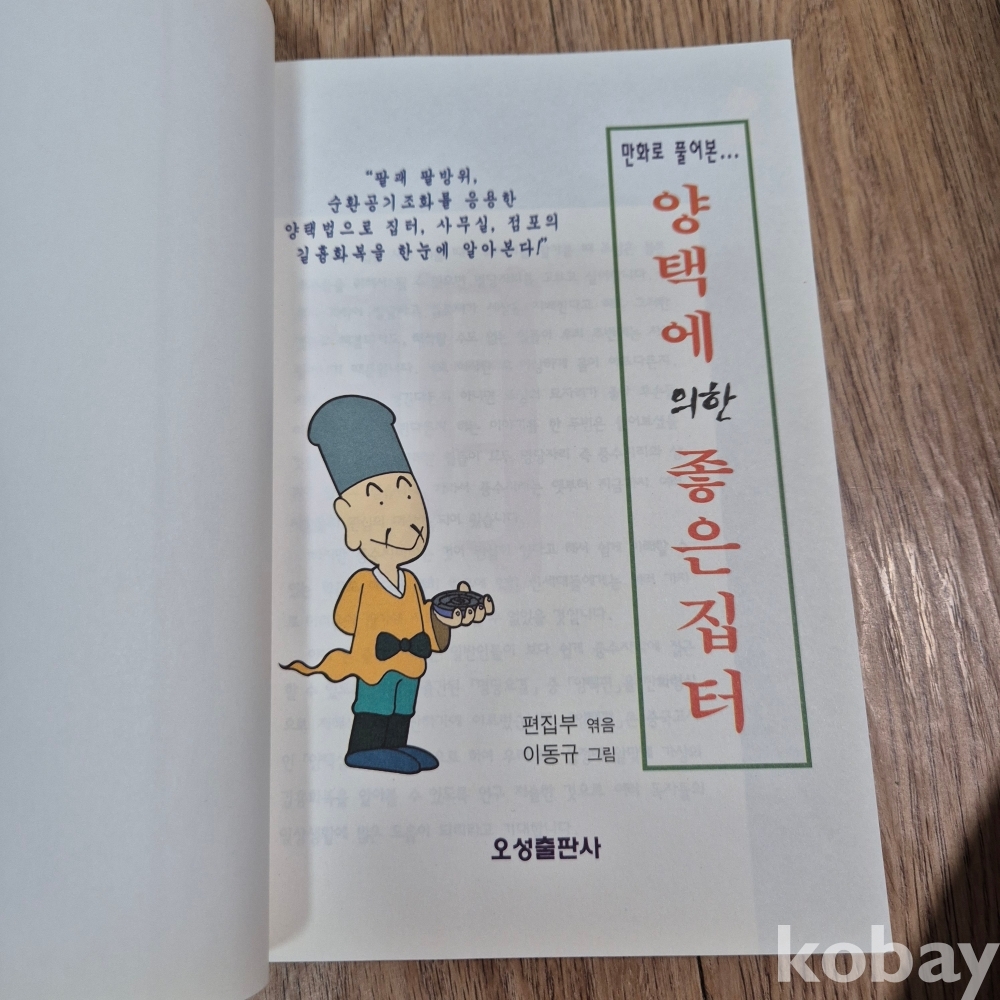 만화로 풀어본...
양택에
의한
좋은집터
"팔괘 팔방위,
순환공기조화를 응용한
양택법으로 집터, 사무실, 점포의
길흉화복을 한눈에 알아본다!"
편집부 엮음
이동규 그림
오성출판사
kobay